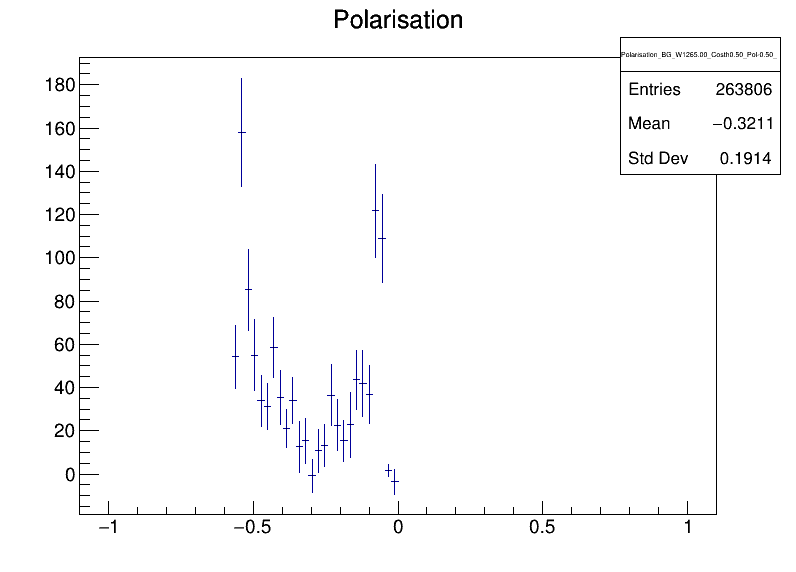 Polarisation
Polarisation_BG_W1265.00_Costh0.50_Pol-0.50_
Entries 263806
Mean −0.3211
Std Dev 0.1914
180
160
140
120
100
80
60
40
20
0
−1 −0.5 0 0.5 1